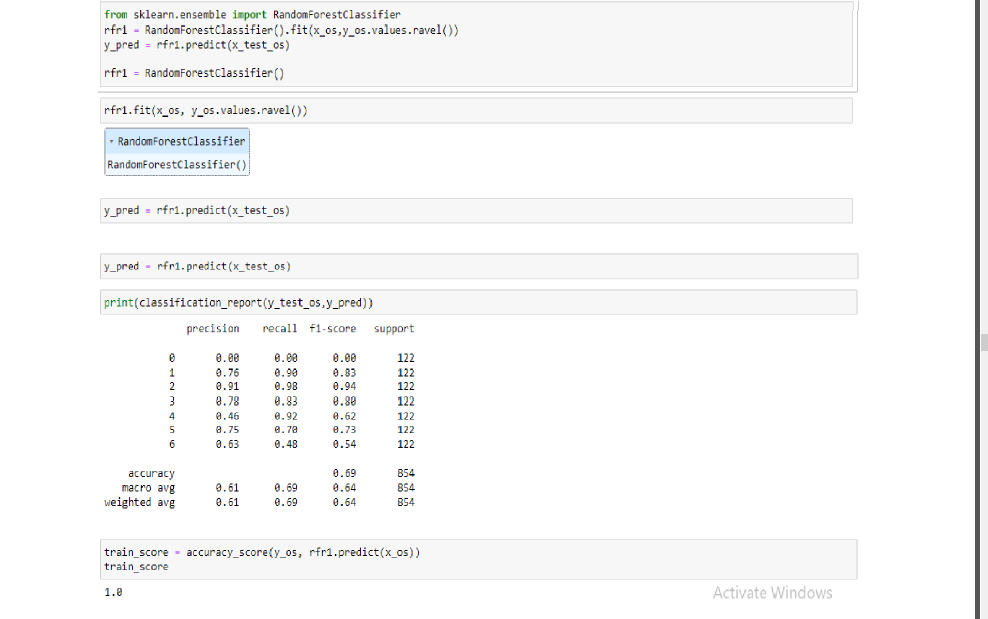 from sklearn.ensemble import RandomForestClassifier
rfr1 = RandomForestClassifier().fit(x_os,y_os.values.ravel())
y_pred = rfr1.predict(x_test_os)
rfr1 = RandomForestClassifier()
rfr1.fit(x_os, y_os.values.ravel())
▾ RandomForestClassifier
RandomForestClassifier()
y_pred = rfr1.predict(x_test_os)
y_pred = rfr1.predict(x_test_os)
print(classification_report(y_test_os,y_pred))
precision recall f1-score support
0 0.00 0.00 0.00 122
1 0.76 0.90 0.83 122
2 0.91 0.98 0.94 122
3 0.78 0.83 0.80 122
4 0.46 0.92 0.62 122
5 0.75 0.70 0.73 122
6 0.63 0.48 0.54 122
accuracy 0.69 854
macro avg 0.61 0.69 0.64 854
weighted avg 0.61 0.69 0.64 854
train_score = accuracy_score(y_os, rfr1.predict(x_os))
train_score
1.0
Activate Windows